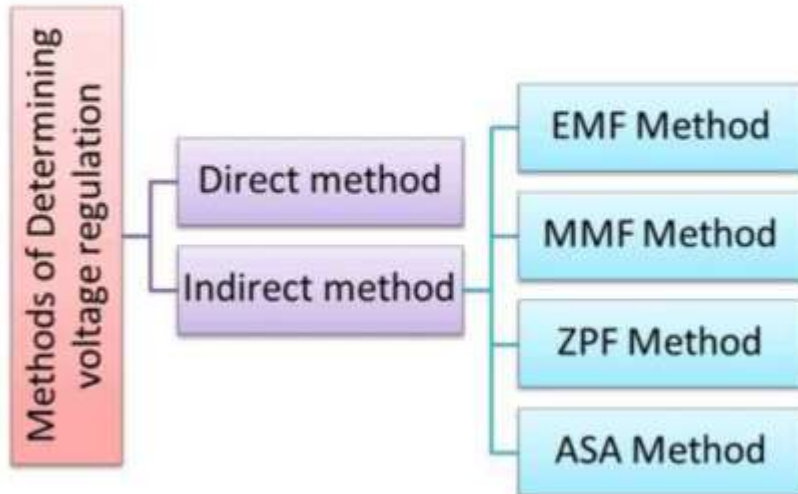 Methods of Determining
voltage regulation
Direct method
Indirect method
EMF Method
MMF Method
ZPF Method
ASA Method